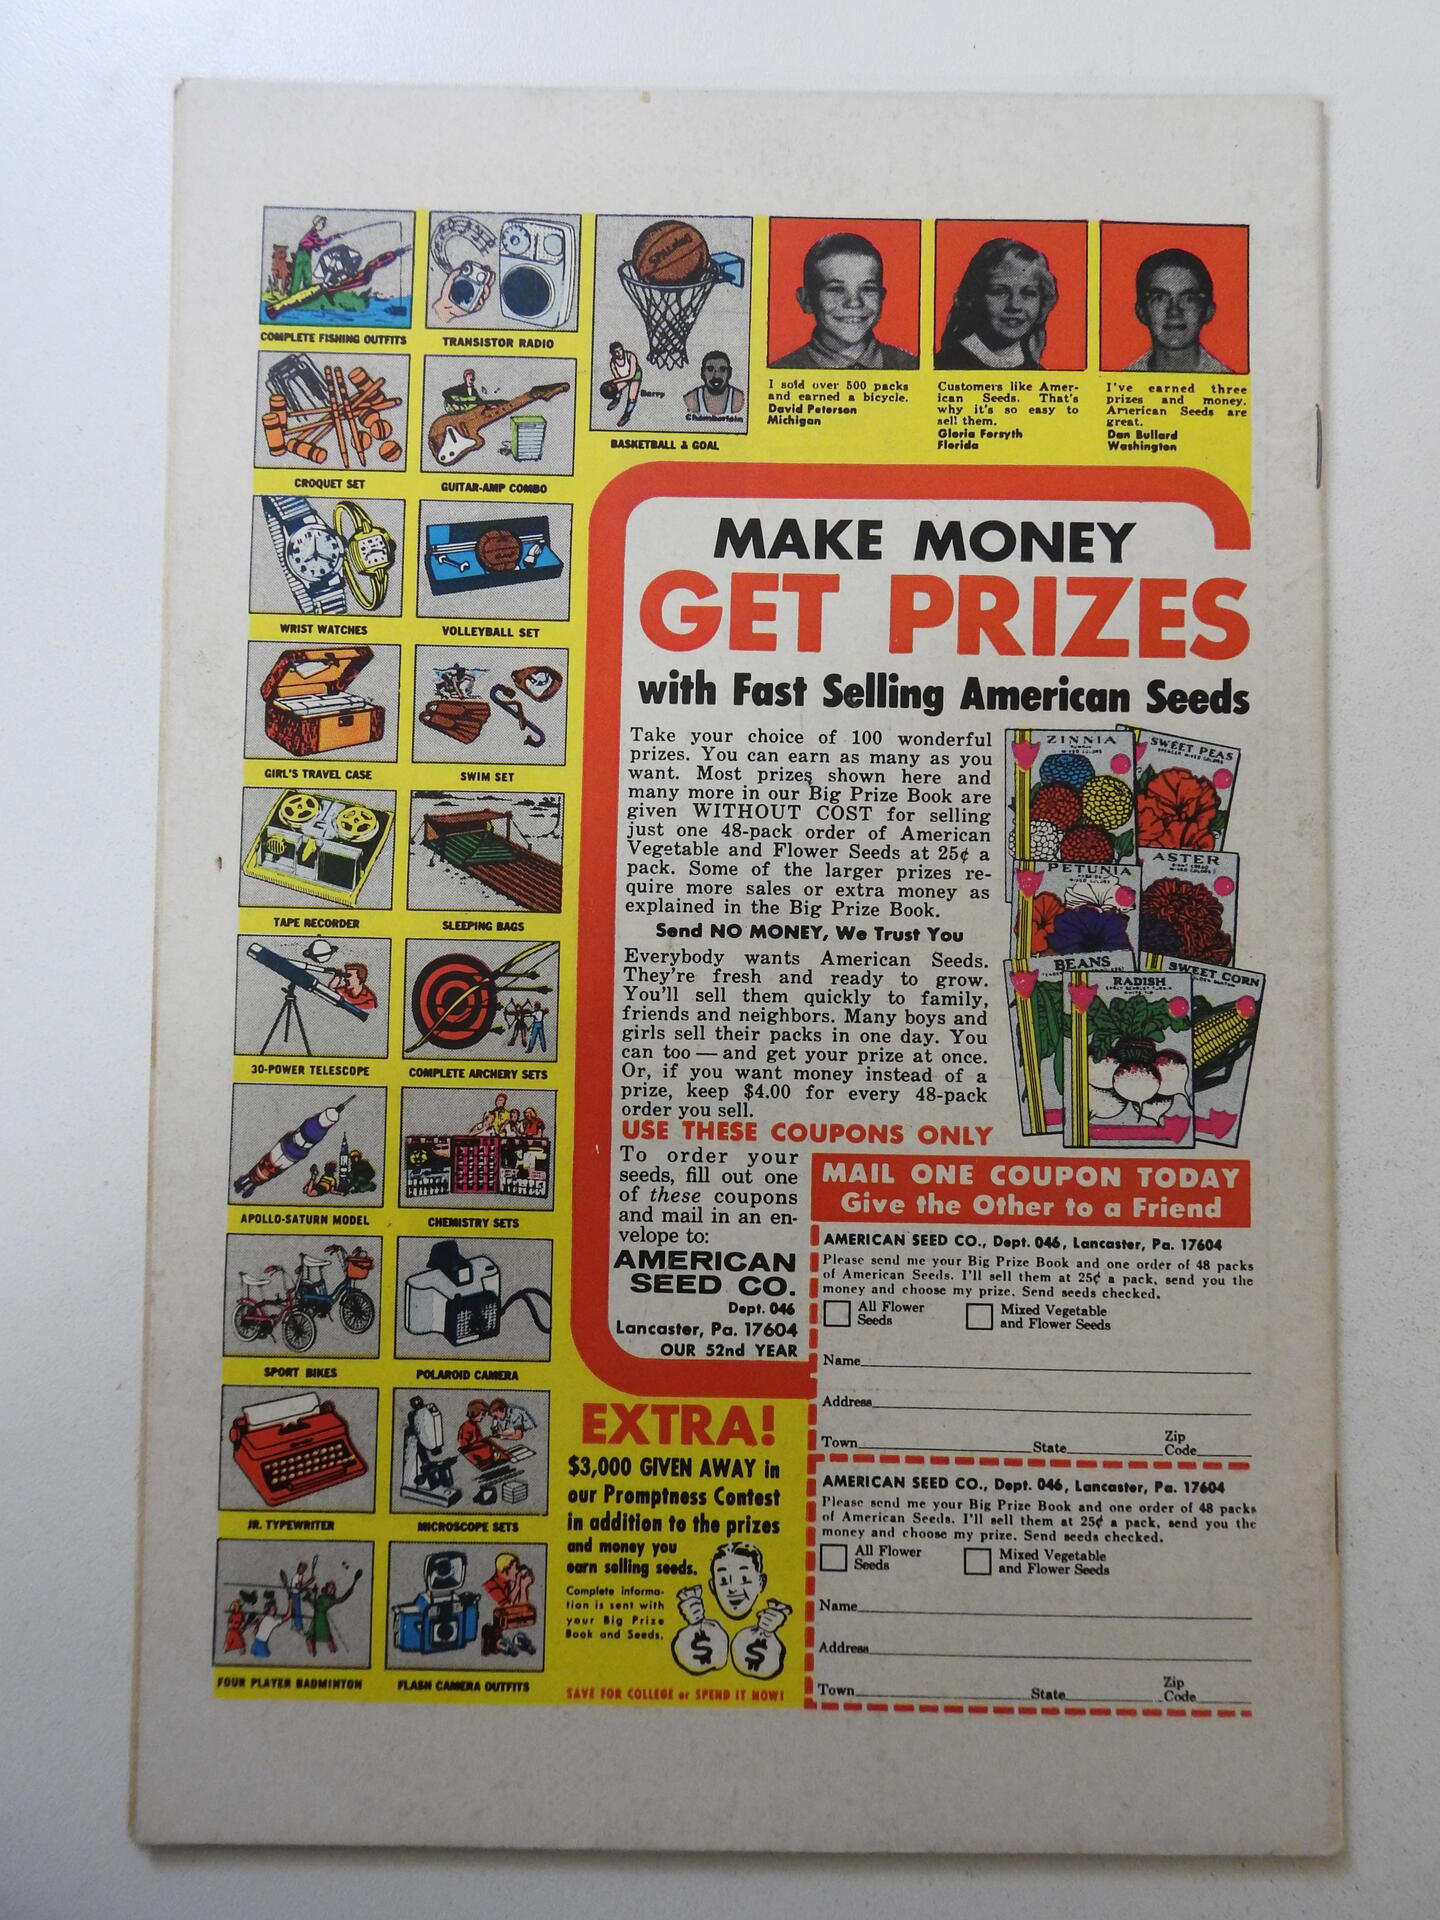 COMPLETE FISHING OUTFITS
TRANSISTOR RADIO
CROQUET SET
GUITAR-AMP COMBO
WRIST WATCHES
VOLLEYBALL SET
GIRL'S TRAVEL CASE
SWIM SET
TAPE RECORDER
SLEEPING BAGS
30-POWER TELESCOPE
COMPLETE ARCHERY SETS
APOLLO-SATURN MODEL
CHEMISTRY SETS
SPORT BIKES
POLAROID CAMERA
JR. TYPEWRITER
MICROSCOPE SETS
FOUR PLAYER BADMINTON
FLASH CAMERA OUTFITS
SPALDING
Barry
Chamberlain
BASKETBALL & GOAL
I sold over 500 packs
and earned a bicycle.
David Peterson
Michigan
Customers like Amer-
ican Seeds. That's
why it's so easy to
sell them.
Gloria Forsyth
Florida
I've earned three
prizes and money.
American Seeds are
great.
Dan Bullard
Washington
MAKE MONEY
GET PRIZES
with Fast Selling American Seeds
Take your choice of 100 wonderful
prizes. You can earn as many as you
want. Most prizes shown here and
many more in our Big Prize Book are
given WITHOUT COST for selling
just one 48-pack order of American
Vegetable and Flower Seeds at 25¢ a
pack. Some of the larger prizes re-
quire more sales or extra money as
explained in the Big Prize Book.
Send NO MONEY, We Trust You
Everybody wants American Seeds.
They're fresh and ready to grow.
You'll sell them quickly to family,
friends and neighbors. Many boys and
girls sell their packs in one day. You
can too — and get your prize at once.
Or, if you want money instead of a
prize, keep $4.00 for every 48-pack
order you sell.
USE THESE COUPONS ONLY
To order your
seeds, fill out one
of these coupons
and mail in an en-
velope to:
AMERICAN
SEED CO.
Dept. 046
Lancaster, Pa. 17604
OUR 52nd YEAR
ZINNIA
MIXED COLORS
SWEET PEAS
MIXED COLORS
PETUNIA
MIXED COLORS
ASTER
MIXED COLORS
BEANS
SWEET CORN
RADISH
MAIL ONE COUPON TODAY
Give the Other to a Friend
AMERICAN SEED CO., Dept. 046, Lancaster, Pa. 17604
Please send me your Big Prize Book and one order of 48 packs
of American Seeds. I'll sell them at 25¢ a pack, send you the
money and choose my prize. Send seeds checked.
All Flower Seeds
Mixed Vegetable and Flower Seeds
Name
Address
Town State Zip Code
AMERICAN SEED CO., Dept. 046, Lancaster, Pa. 17604
Please send me your Big Prize Book and one order of 48 packs
of American Seeds. I'll sell them at 25¢ a pack, send you the
money and choose my prize. Send seeds checked.
All Flower Seeds
Mixed Vegetable and Flower Seeds
Name
Address
Town State Zip Code
EXTRA!
$3,000 GIVEN AWAY in
our Promptness Contest
in addition to the prizes
and money you
earn selling seeds.
Complete informa-
tion is sent with
your Big Prize
Book and Seeds.
$ $
SAVE FOR COLLEGE or SPEND IT NOW!